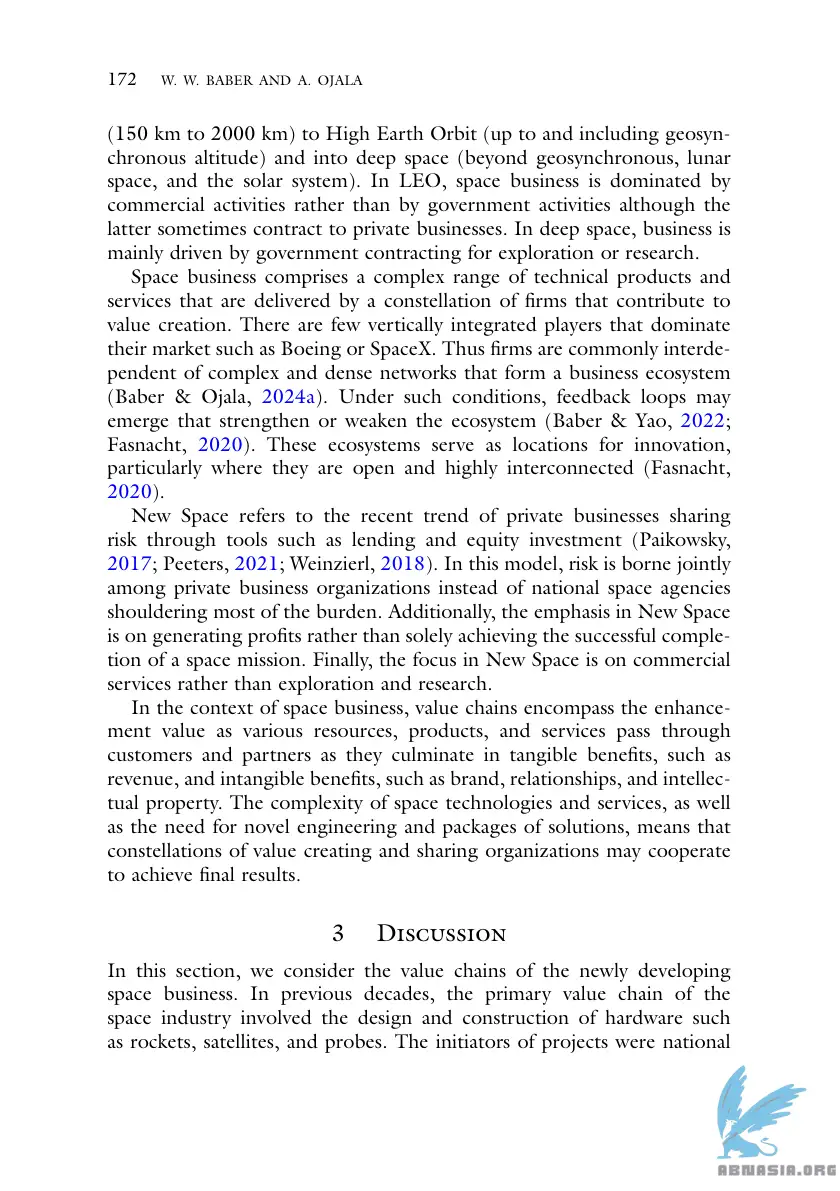 172 W. W. BABER AND A. OJALA
(150 km to 2000 km) to High Earth Orbit (up to and including geosyn-
chronous altitude) and into deep space (beyond geosynchronous, lunar
space, and the solar system). In LEO, space business is dominated by
commercial activities rather than by government activities although the
latter sometimes contract to private businesses. In deep space, business is
mainly driven by government contracting for exploration or research.
Space business comprises a complex range of technical products and
services that are delivered by a constellation of firms that contribute to
value creation. There are few vertically integrated players that dominate
their market such as Boeing or SpaceX. Thus firms are commonly interde-
pendent of complex and dense networks that form a business ecosystem
(Baber & Ojala, 2024a). Under such conditions, feedback loops may
emerge that strengthen or weaken the ecosystem (Baber & Yao, 2022;
Fasnacht, 2020). These ecosystems serve as locations for innovation,
particularly where they are open and highly interconnected (Fasnacht,
2020).
New Space refers to the recent trend of private businesses sharing
risk through tools such as lending and equity investment (Paikowsky,
2017; Peeters, 2021; Weinzierl, 2018). In this model, risk is borne jointly
among private business organizations instead of national space agencies
shouldering most of the burden. Additionally, the emphasis in New Space
is on generating profits rather than solely achieving the successful comple-
tion of a space mission. Finally, the focus in New Space is on commercial
services rather than exploration and research.
In the context of space business, value chains encompass the enhance-
ment value as various resources, products, and services pass through
customers and partners as they culminate in tangible benefits, such as
revenue, and intangible benefits, such as brand, relationships, and intellec-
tual property. The complexity of space technologies and services, as well
as the need for novel engineering and packages of solutions, means that
constellations of value creating and sharing organizations may cooperate
to achieve final results.
3 Discussion
In this section, we consider the value chains of the newly developing
space business. In previous decades, the primary value chain of the
space industry involved the design and construction of hardware such
as rockets, satellites, and probes. The initiators of projects were national
ABNASIA.ORG